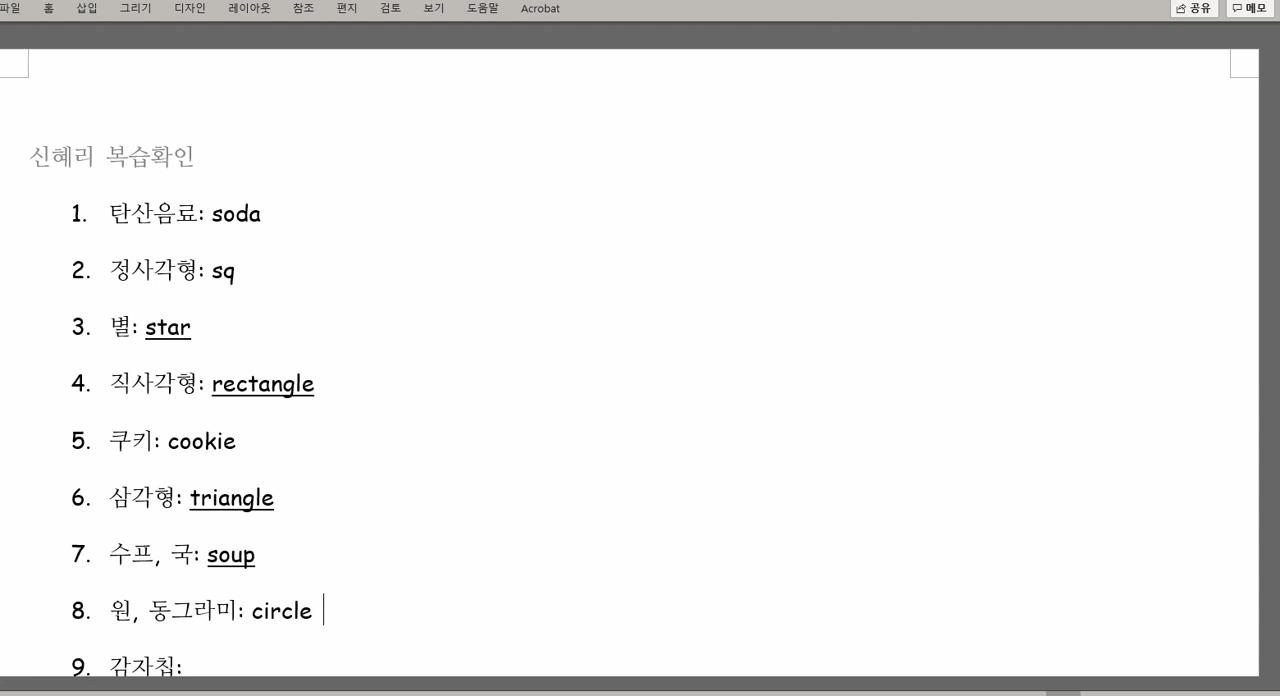 파일 홈 삽입 그리기 디자인 레이아웃 참조 편지 검토 보기 도움말 Acrobat 공유 메모
신혜리 복습확인
1. 탄산음료: soda
2. 정사각형: sq
3. 별: star
4. 직사각형: rectangle
5. 쿠키: cookie
6. 삼각형: triangle
7. 수프, 국: soup
8. 원, 동그라미: circle
9. 감자칩: